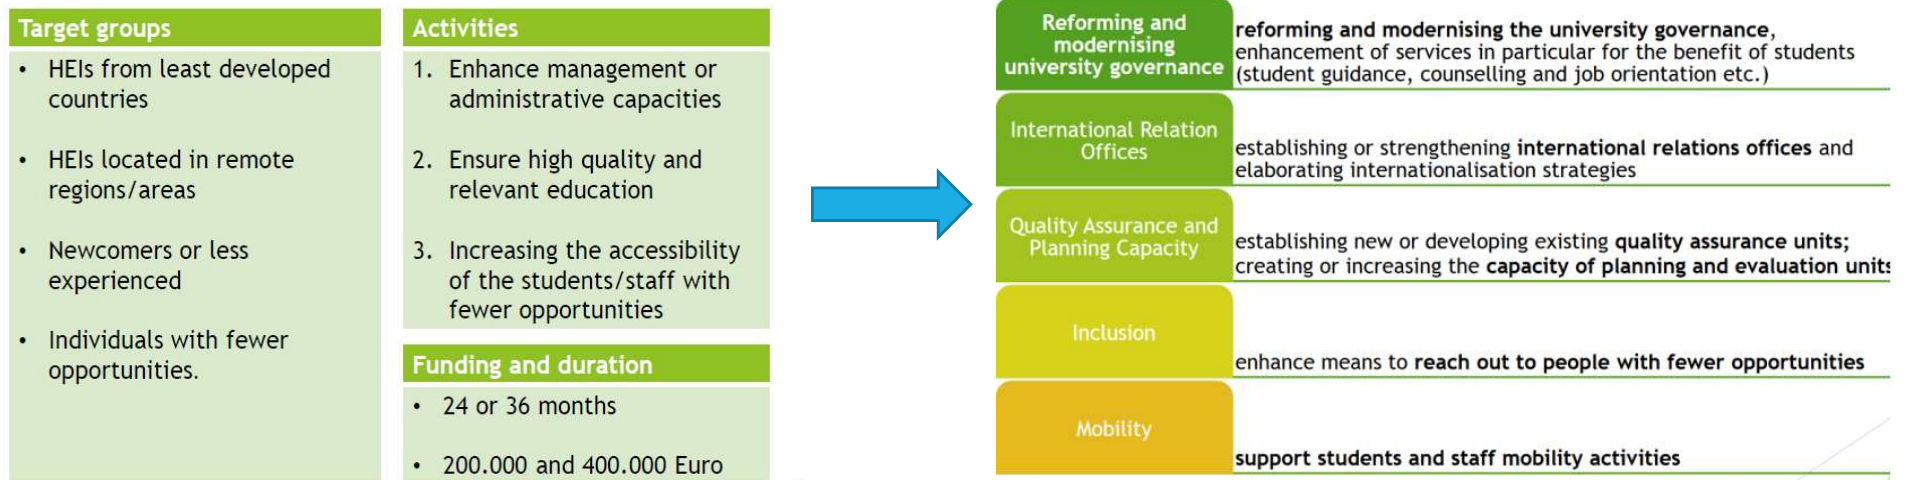 Target groups
• HEIs from least developed
countries
• HEIs located in remote
regions/areas
• Newcomers or less
experienced
• Individuals with fewer
opportunities.
Activities
1. Enhance management or
administrative capacities
2. Ensure high quality and
relevant education
3. Increasing the accessibility
of the students/staff with
fewer opportunities
Funding and duration
• 24 or 36 months
• 200.000 and 400.000 Euro
Reforming and
modernising
university governance
reforming and modernising the university governance,
enhancement of services in particular for the benefit of students
(student guidance, counselling and job orientation etc.)
International Relation
Offices
establishing or strengthening international relations offices and
elaborating internationalisation strategies
Quality Assurance and
Planning Capacity
establishing new or developing existing quality assurance units;
creating or increasing the capacity of planning and evaluation units
Inclusion
enhance means to reach out to people with fewer opportunities
Mobility
support students and staff mobility activities